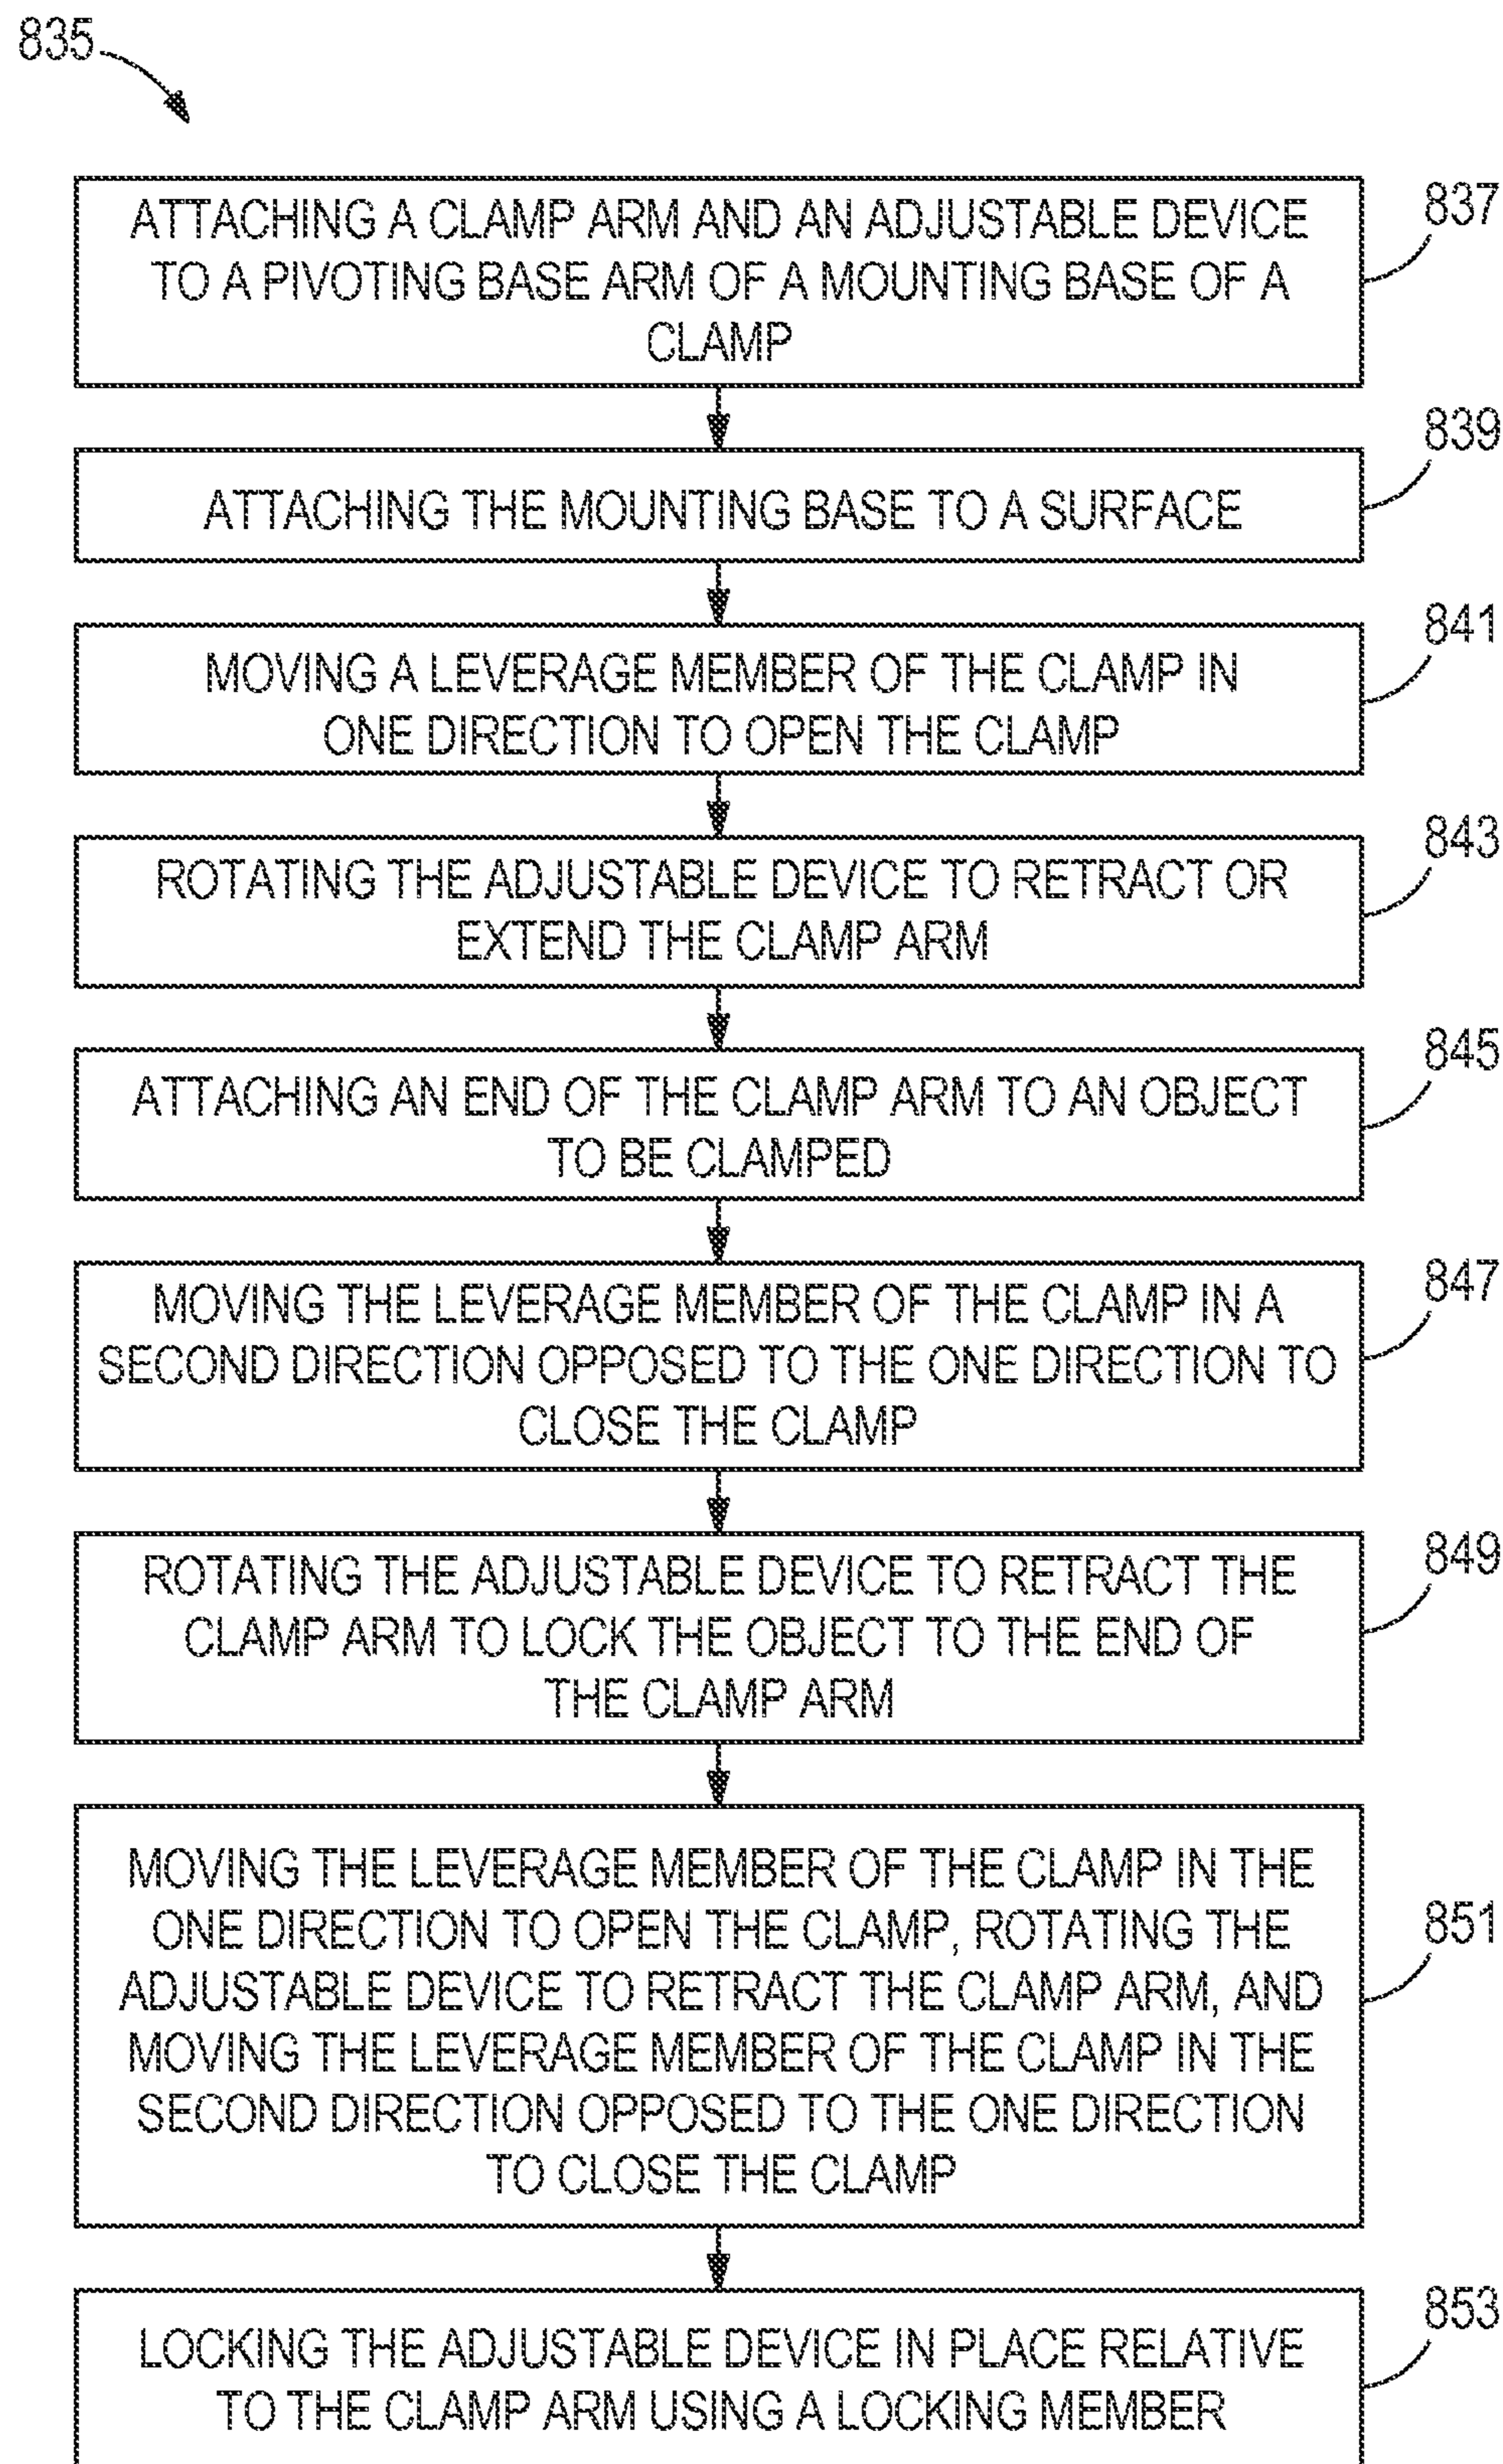 835
ATTACHING A CLAMP ARM AND AN ADJUSTABLE DEVICE
TO A PIVOTING BASE ARM OF A MOUNTING BASE OF A
CLAMP
837
ATTACHING THE MOUNTING BASE TO A SURFACE
839
MOVING A LEVERAGE MEMBER OF THE CLAMP IN
ONE DIRECTION TO OPEN THE CLAMP
841
ROTATING THE ADJUSTABLE DEVICE TO RETRACT OR
EXTEND THE CLAMP ARM
843
ATTACHING AN END OF THE CLAMP ARM TO AN OBJECT
TO BE CLAMPED
845
MOVING THE LEVERAGE MEMBER OF THE CLAMP IN A
SECOND DIRECTION OPPOSED TO THE ONE DIRECTION TO
CLOSE THE CLAMP
847
ROTATING THE ADJUSTABLE DEVICE TO RETRACT THE
CLAMP ARM TO LOCK THE OBJECT TO THE END OF
THE CLAMP ARM
849
MOVING THE LEVERAGE MEMBER OF THE CLAMP IN THE
ONE DIRECTION TO OPEN THE CLAMP, ROTATING THE
ADJUSTABLE DEVICE TO RETRACT THE CLAMP ARM, AND
MOVING THE LEVERAGE MEMBER OF THE CLAMP IN THE
SECOND DIRECTION OPPOSED TO THE ONE DIRECTION
TO CLOSE THE CLAMP
851
LOCKING THE ADJUSTABLE DEVICE IN PLACE RELATIVE
TO THE CLAMP ARM USING A LOCKING MEMBER
853